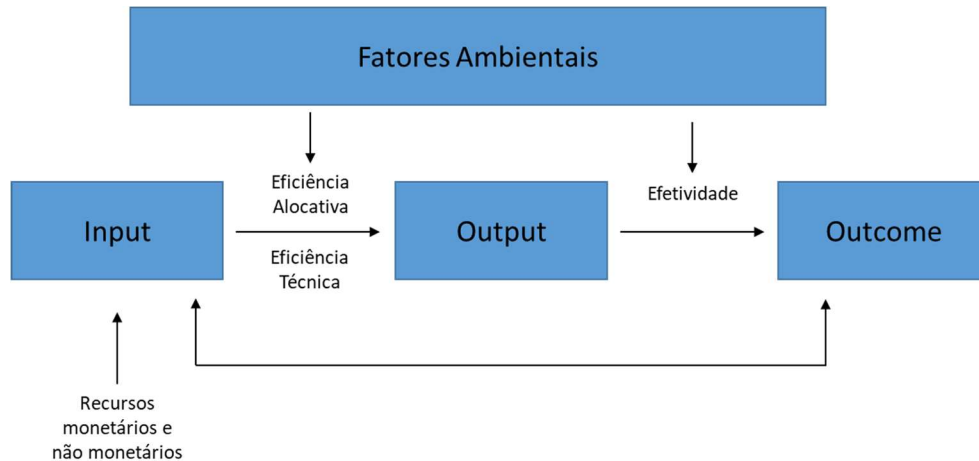 Fatores Ambientais
Eficiência
Alocativa
Efetividade
Input
Output
Outcome
Eficiência
Técnica
Recursos
monetários e
não monetários